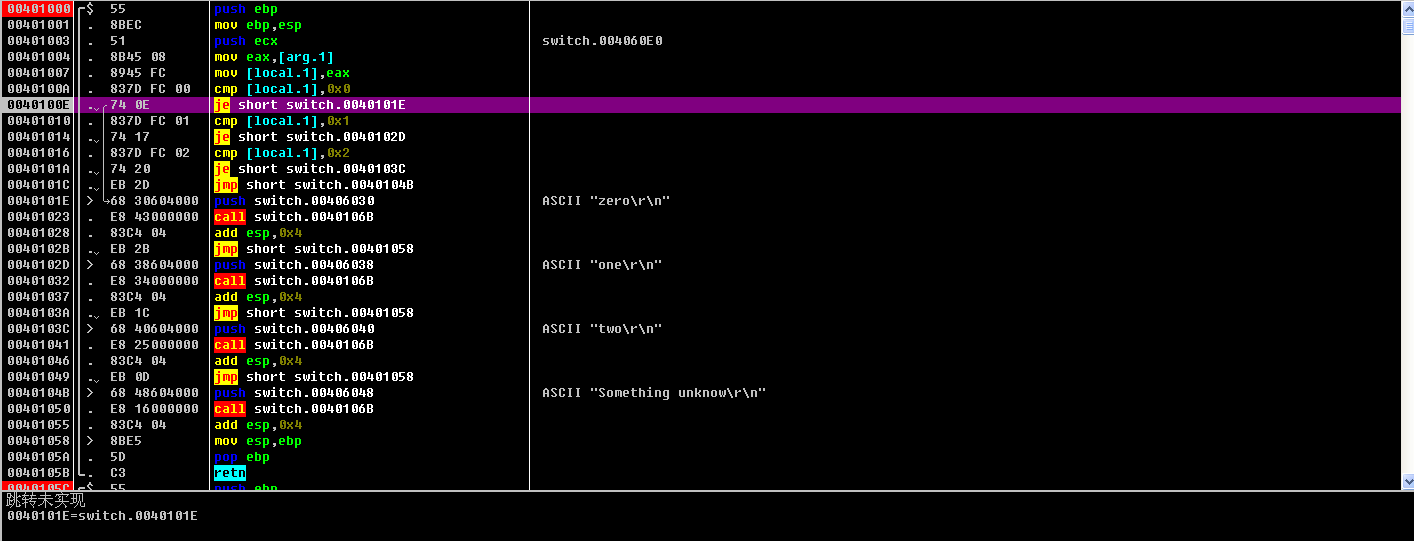 00401000 $ 55 push ebp
00401001 . 8BEC mov ebp,esp
00401003 . 51 push ecx switch.004060E0
00401004 . 8B45 08 mov eax,[arg.1]
00401007 . 8945 FC mov [local.1],eax
0040100A . 837D FC 00 cmp [local.1],0x0
0040100E . 74 0E je short switch.0040101E
00401010 . 837D FC 01 cmp [local.1],0x1
00401014 . 74 17 je short switch.0040102D
00401016 . 837D FC 02 cmp [local.1],0x2
0040101A . 74 20 je short switch.0040103C
0040101C . EB 2D jmp short switch.0040104B
0040101E > 68 30604000 push switch.00406030 ASCII "zero\r\n"
00401023 . E8 43000000 call switch.0040106B
00401028 . 83C4 04 add esp,0x4
0040102B . EB 2B jmp short switch.00401058
0040102D > 68 38604000 push switch.00406038 ASCII "one\r\n"
00401032 . E8 34000000 call switch.0040106B
00401037 . 83C4 04 add esp,0x4
0040103A . EB 1C jmp short switch.00401058
0040103C > 68 40604000 push switch.00406040 ASCII "two\r\n"
00401041 . E8 25000000 call switch.0040106B
00401046 . 83C4 04 add esp,0x4
00401049 . EB 0D jmp short switch.00401058
0040104B > 68 48604000 push switch.00406048 ASCII "Something unknow\r\n"
00401050 . E8 16000000 call switch.0040106B
00401055 . 83C4 04 add esp,0x4
00401058 > 8BE5 mov esp,ebp
0040105A . 5D pop ebp
0040105B . C3 retn
0040105C $ 55 push ebp
跳转未实现
0040101E=switch.0040101E